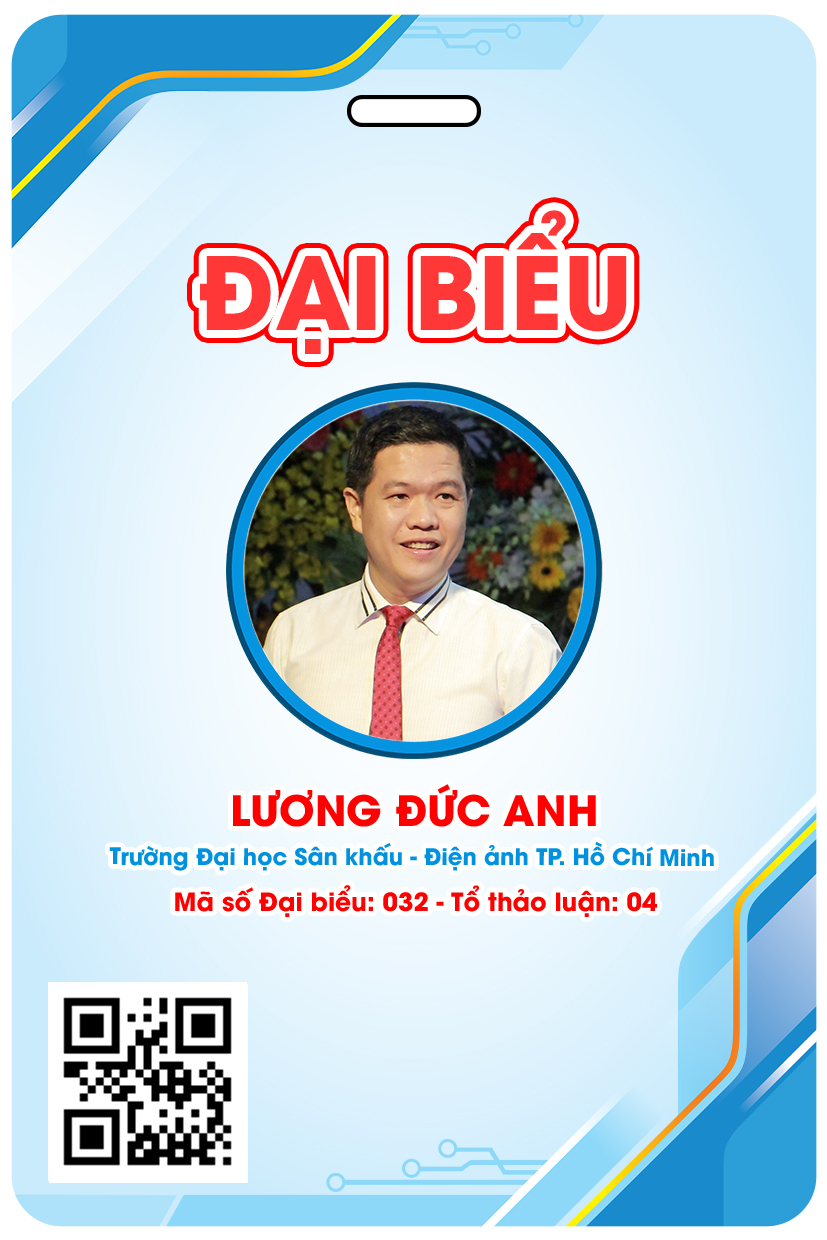 ĐẠI BIỂU
LƯƠNG ĐỨC ANH
Trường Đại học Sân khấu - Điện ảnh TP. Hồ Chí Minh
Mã số Đại biểu: 032 - Tổ thảo luận: 04